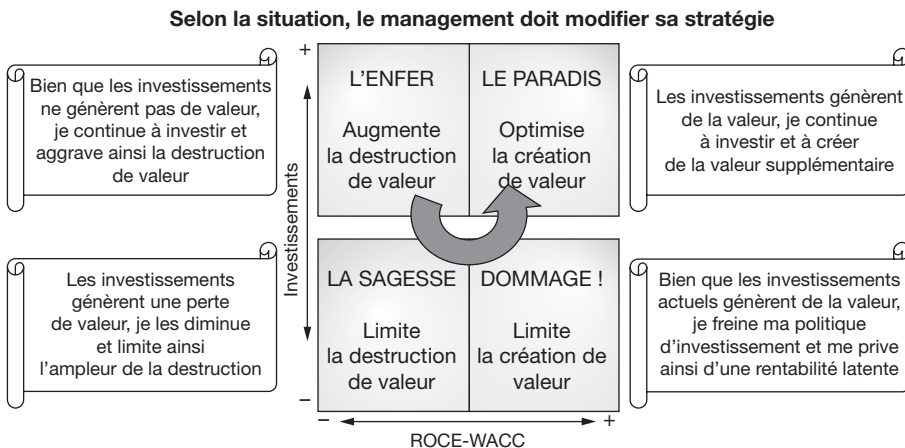 Selon la situation, le management doit modifier sa stratégie
Bien que les investissements
ne génèrent pas de valeur,
je continue à investir et
aggrave ainsi la destruction
de valeur
+
L'ENFER
Augmente
la destruction
de valeur
LE PARADIS
Optimise
la création
de valeur
Les investissements génèrent
de la valeur, je continue
à investir et à créer
de la valeur supplémentaire
Investissements
Les investissements
génèrent une perte
de valeur, je les diminue
et limite ainsi
l'ampleur de la destruction
LA SAGESSE
Limite
la destruction
de valeur
DOMMAGE !
Limite
la création de
valeur
Bien que les investissements
actuels génèrent de la valeur,
je freine ma politique
d'investissement et me prive
ainsi d'une rentabilité latente
–
– +
ROCE-WACC